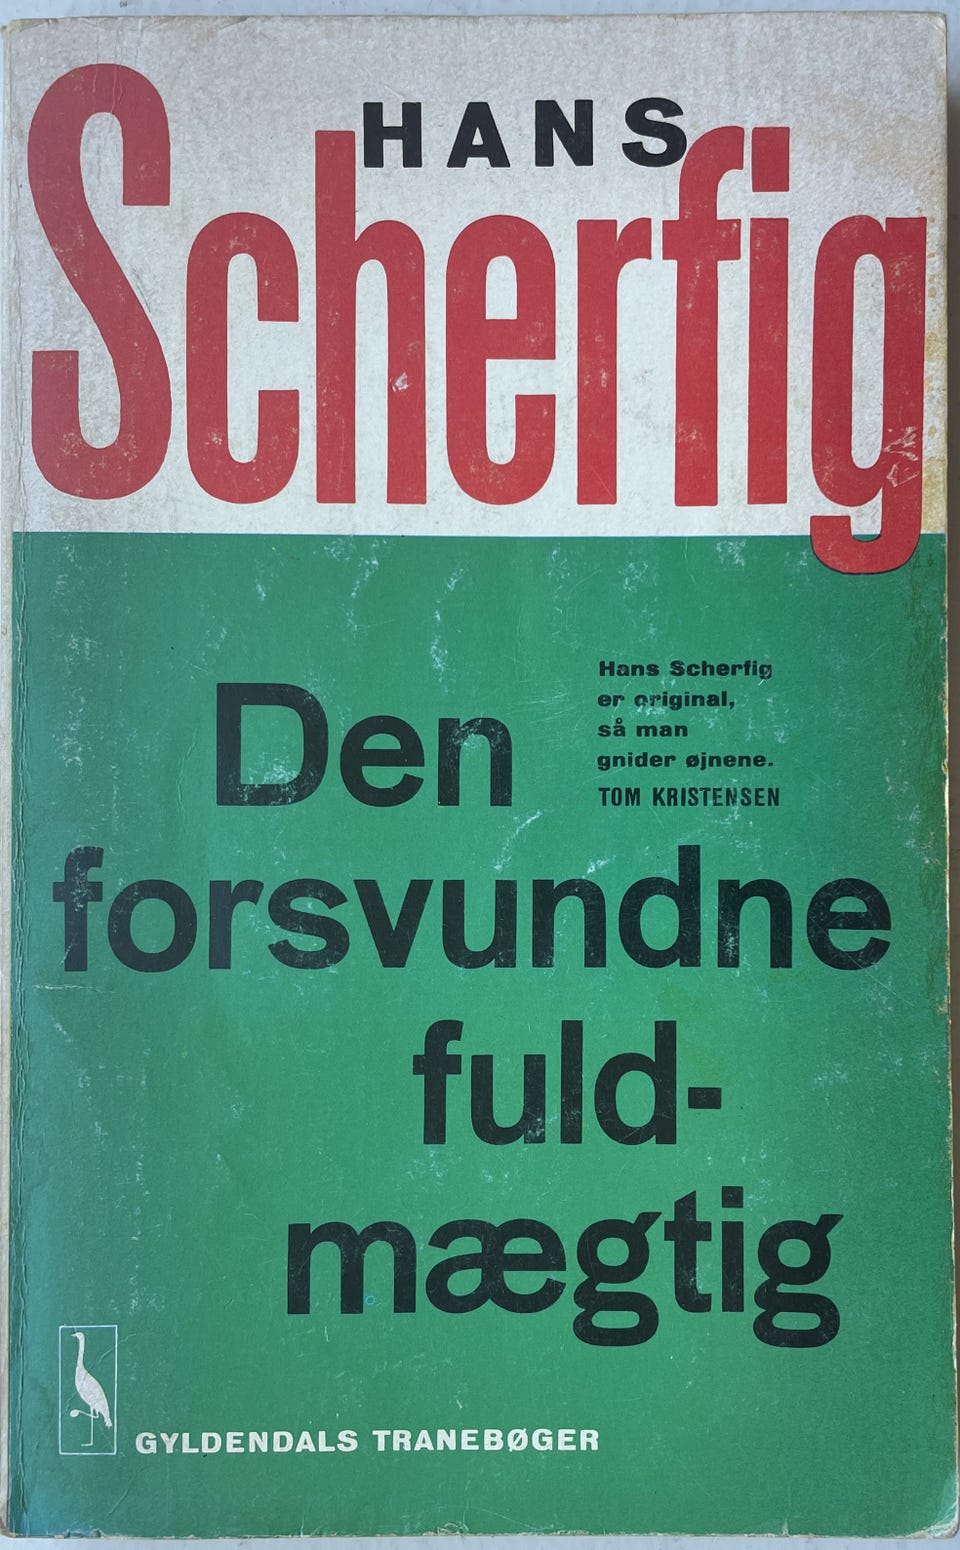 HANS
Scherfig
Hans Scherfig
er original,
så man
gnider øjnene.
TOM KRISTENSEN
Den
forsvundne
fuld-
mægtig
GYLDENDALS TRANEBØGER